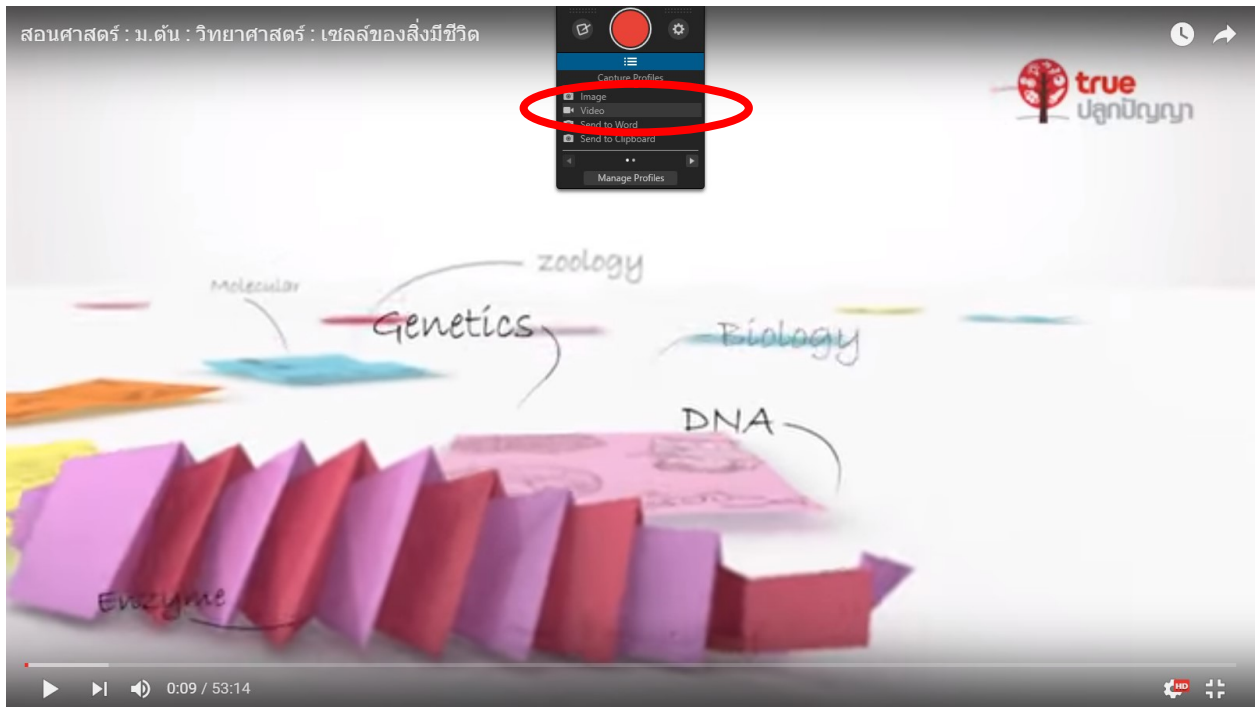 สอนศาสตร์ : ม.ต้น : วิทยาศาสตร์ : เซลล์ของสิ่งมีชีวิต
Capture Profiles
Image
Video
Send to Word
Send to Clipboard
Manage Profiles
true
ปลูกปัญญา
zoology
Molecular
Genetics
Biology
DNA
Enzyme
0:09 / 53:14
HD